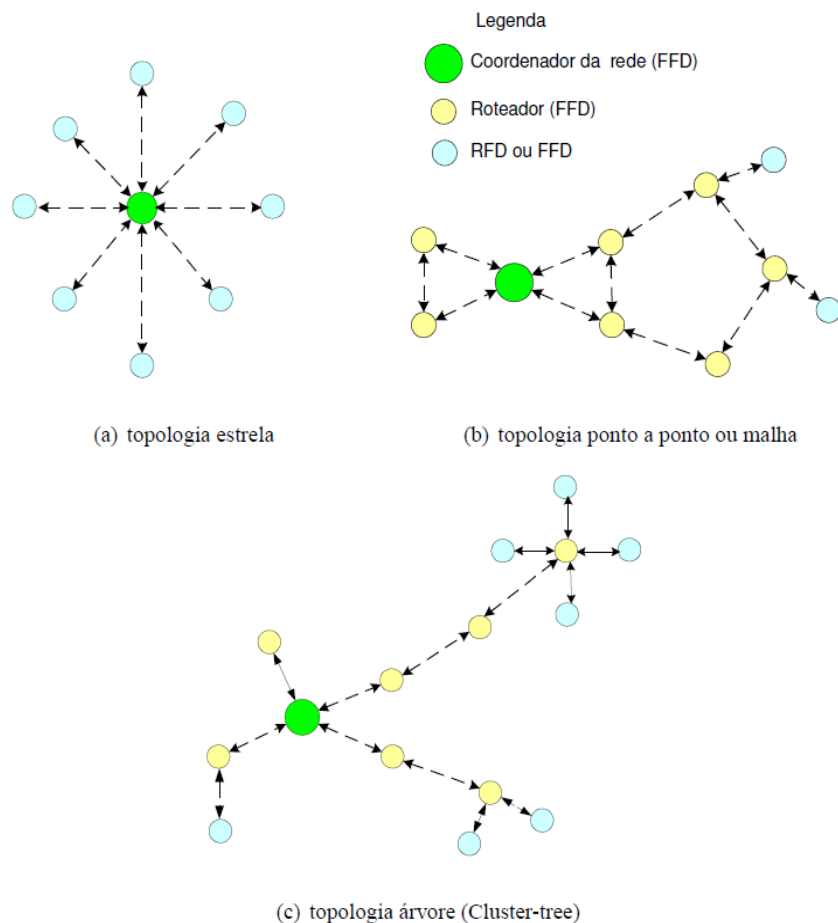 Legenda
Coordenador da rede (FFD)
Roteador (FFD)
RFD ou FFD
(a) topologia estrela
(b) topologia ponto a ponto ou malha
(c) topologia árvore (Cluster-tree)